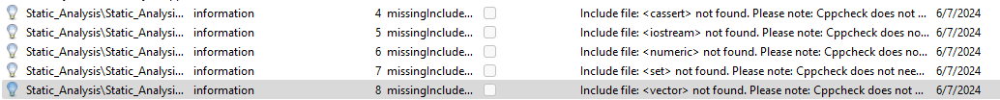 Static_Analysis\Static_Analysi... information 4 missingInclude... Include file: <cassert> not found. Please note: Cppcheck does not ... 6/7/2024
Static_Analysis\Static_Analysi... information 5 missingInclude... Include file: <iostream> not found. Please note: Cppcheck does no... 6/7/2024
Static_Analysis\Static_Analysi... information 6 missingInclude... Include file: <numeric> not found. Please note: Cppcheck does no... 6/7/2024
Static_Analysis\Static_Analysi... information 7 missingInclude... Include file: <set> not found. Please note: Cppcheck does not nee... 6/7/2024
Static_Analysis\Static_Analysi... information 8 missingInclude... Include file: <vector> not found. Please note: Cppcheck does not ... 6/7/2024